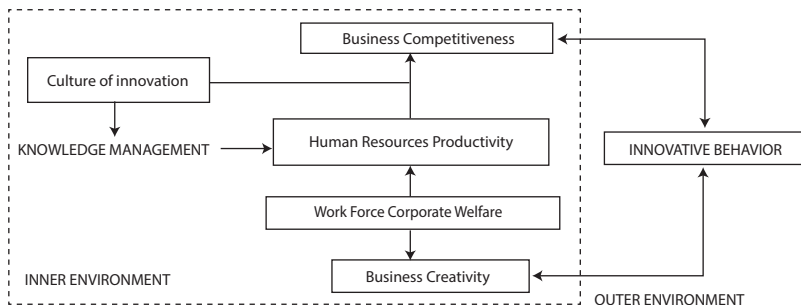 Business Competitiveness
Culture of innovation
KNOWLEDGE MANAGEMENT
Human Resources Productivity
INNOVATIVE BEHAVIOR
Work Force Corporate Welfare
Business Creativity
INNER ENVIRONMENT
OUTER ENVIRONMENT